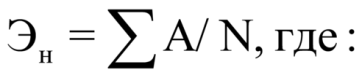 Эн = ∑A/ N, где: